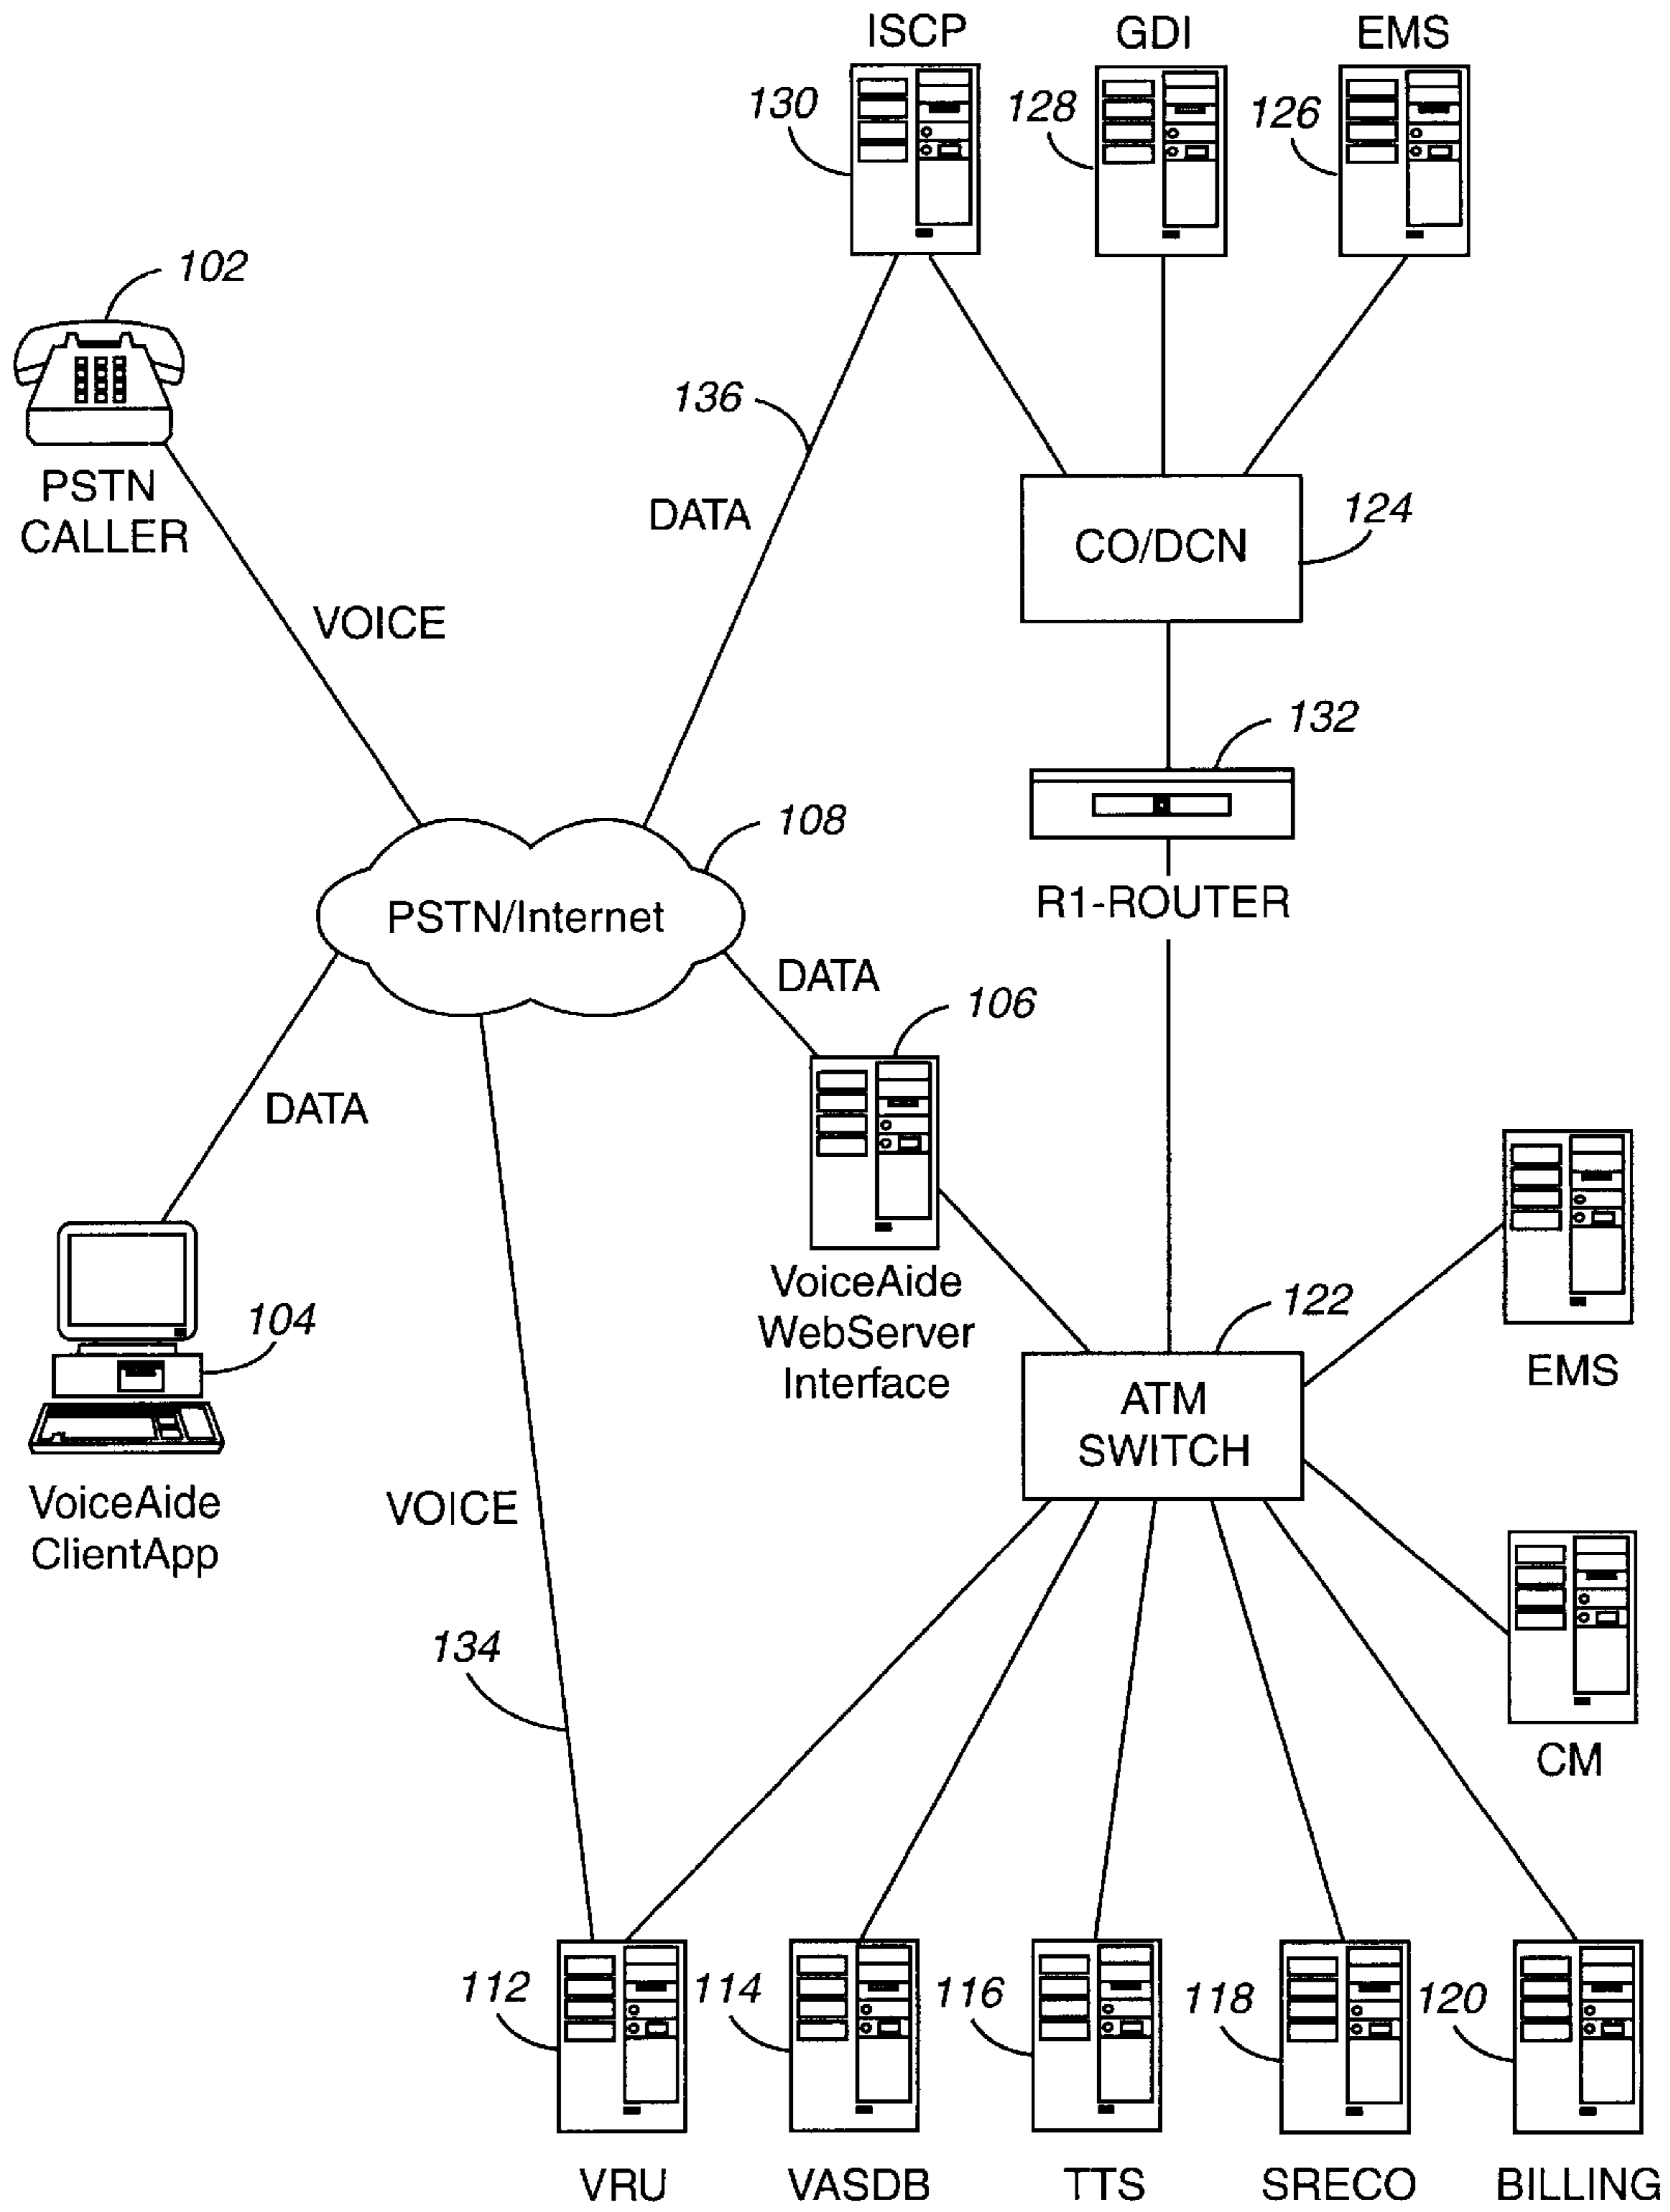 ISCP
GDI
EMS
130
128
126
102
PSTN
CALLER
136
DATA
CO/DCN
124
VOICE
132
108
PSTN/Internet
R1-ROUTER
DATA
106
DATA
VoiceAide
WebServer
Interface
122
104
EMS
ATM
SWITCH
VoiceAide
ClientApp
VOICE
134
CM
112
114
116
118
120
VRU
VASDB
TTS
SRECO
BILLING